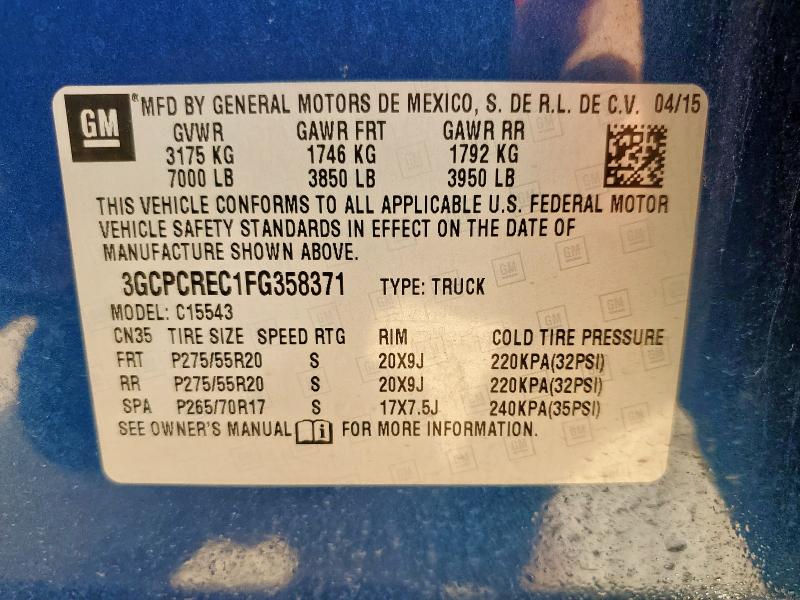 GM ®MFD BY GENERAL MOTORS DE MEXICO, S. DE R.L. DE C.V. 04/15
GVWR GAWR FRT GAWR RR
3175 KG 1746 KG 1792 KG
7000 LB 3850 LB 3950 LB
THIS VEHICLE CONFORMS TO ALL APPLICABLE U.S. FEDERAL MOTOR
VEHICLE SAFETY STANDARDS IN EFFECT ON THE DATE OF
MANUFACTURE SHOWN ABOVE.
3GCPCREC1FG358371 TYPE: TRUCK
MODEL: C15543
CN35 TIRE SIZE SPEED RTG RIM COLD TIRE PRESSURE
FRT P275/55R20 S 20X9J 220KPA(32PSI)
RR P275/55R20 S 20X9J 220KPA(32PSI)
SPA P265/70R17 S 17X7.5J 240KPA(35PSI)
SEE OWNER'S MANUAL i FOR MORE INFORMATION.